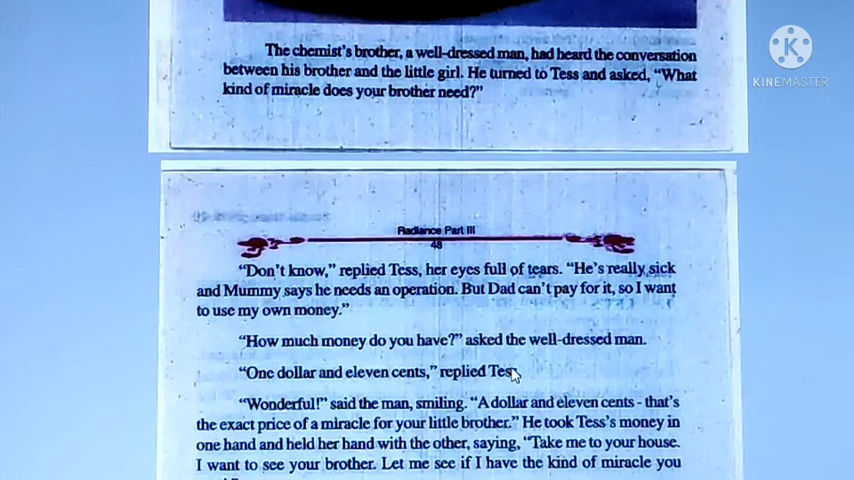 The chemist's brother, a well-dressed man, had heard the conversation
between his brother and the little girl. He turned to Tess and asked, “What
kind of miracle does your brother need?”
KINEMASTER
Radiance Part III
48
“Don't know,” replied Tess, her eyes full of tears. “He's really sick
and Mummy says he needs an operation. But Dad can't pay for it, so I want
to use my own money.”
“How much money do you have?” asked the well-dressed man.
“One dollar and eleven cents,” replied Tess
“Wonderful!” said the man, smiling. “A dollar and eleven cents - that's
the exact price of a miracle for your little brother.” He took Tess's money in
one hand and held her hand with the other, saying, “Take me to your house.
I want to see your brother. Let me see if I have the kind of miracle you